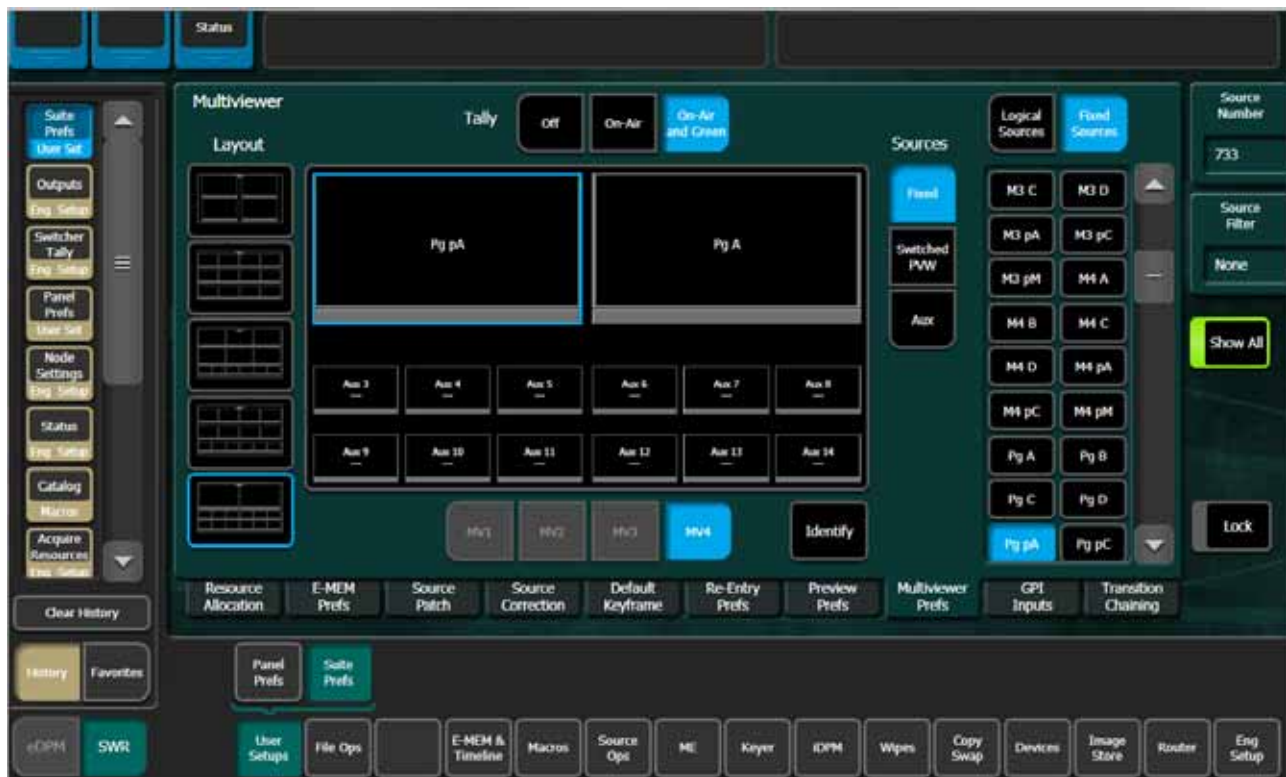 Status
Suite
Prefs
User Set
Outputs
Eng Setup
Switcher
Tally
Eng Setup
Panel
Prefs
User Set
Node
Settings
Eng Setup
Status
Eng Setup
Catalog
Macros
Acquire
Resources
Eng Setup
Clear History
History
Favorites
eDPM
SWR
Multiviewer
Layout
Tally
Off
On-Air
On-Air
and Green
Pg pA
Pg A
Aux 3
---
Aux 4
---
Aux 5
---
Aux 6
---
Aux 7
---
Aux 8
---
Aux 9
---
Aux 10
---
Aux 11
---
Aux 12
---
Aux 13
---
Aux 14
---
MV1
MV2
MV3
MV4
Identify
Sources
Fixed
Switched
PVW
Aux
Logical
Sources
Fixed
Sources
M3 C
M3 D
M3 pA
M3 pC
M3 pM
M4 A
M4 B
M4 C
M4 D
M4 pA
M4 pC
M4 pM
Pg A
Pg B
Pg C
Pg D
Pg pA
Pg pC
Source
Number
733
Source
Filter
None
Show All
Lock
Resource
Allocation
E-MEM
Prefs
Source
Patch
Source
Correction
Default
Keyframe
Re-Entry
Prefs
Preview
Prefs
Multiviewer
Prefs
GPI
Inputs
Transition
Chaining
Panel
Prefs
Suite
Prefs
User
Setups
File Ops
E-MEM &
Timeline
Macros
Source
Ops
ME
Keyer
iDPM
Wipes
Copy
Swap
Devices
Image
Store
Router
Eng
Setup